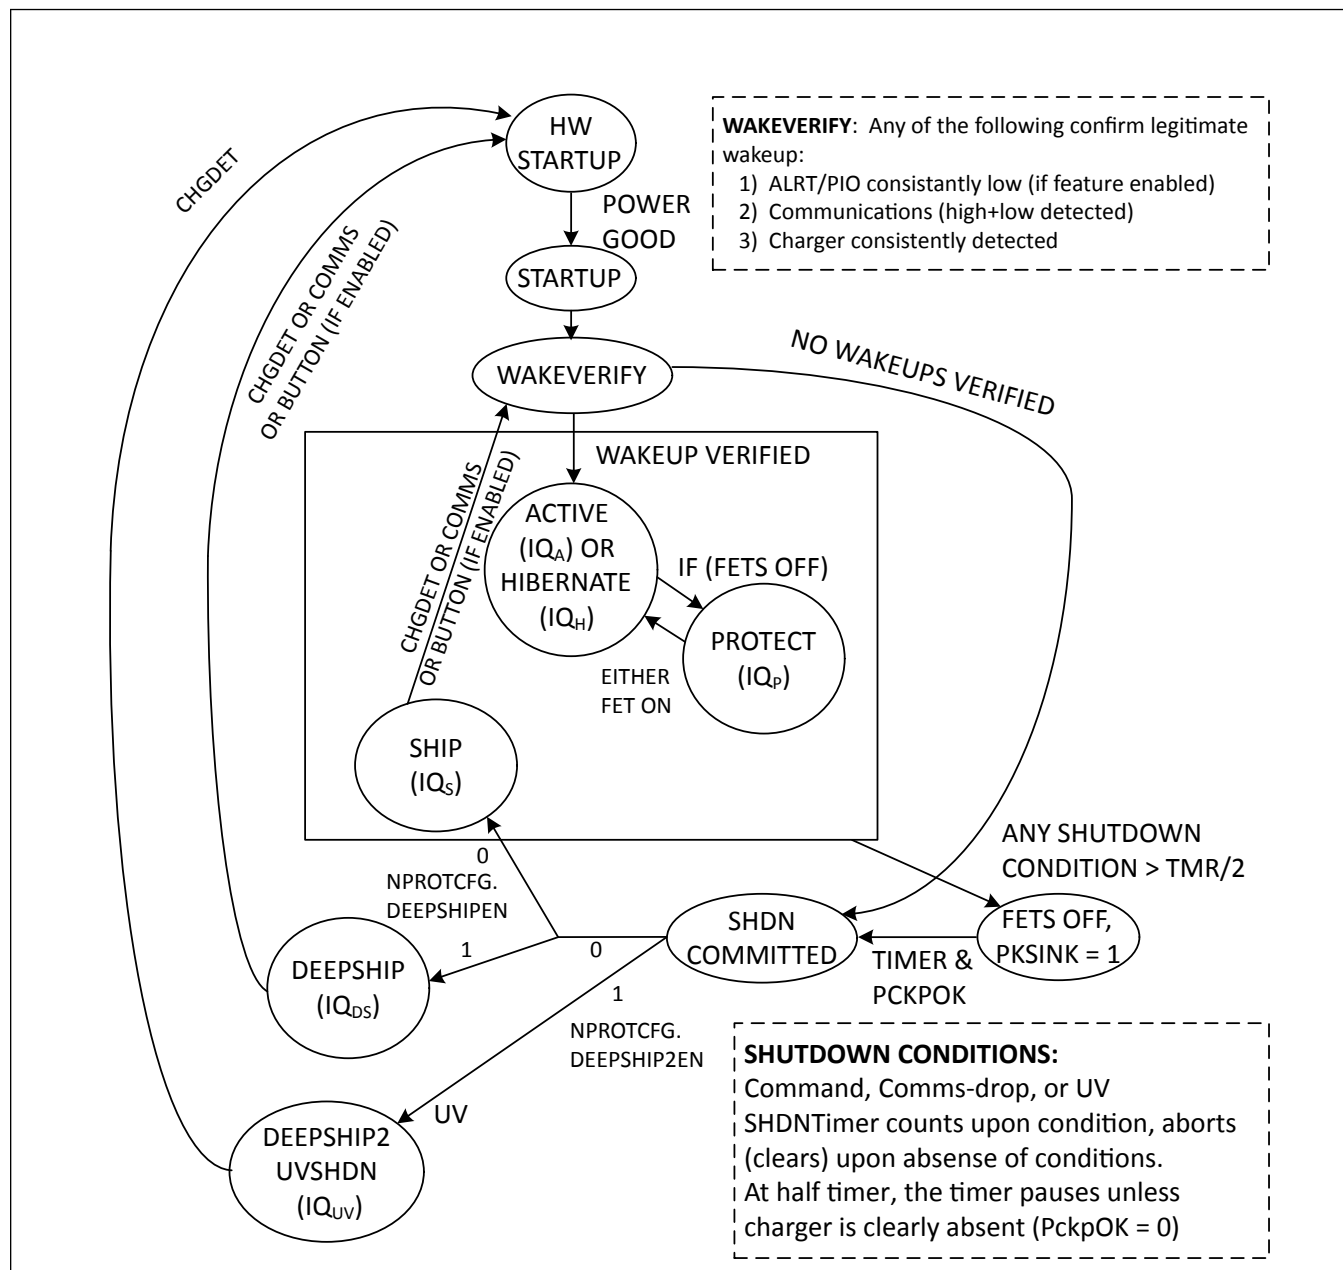 HW
STARTUP
WAKEVERIFY: Any of the following confirm legitimate
wakeup:
1) ALRT/PIO consistantly low (if feature enabled)
2) Communications (high+low detected)
3) Charger consistently detected
CHGDET
CHGDET OR COMMS
OR BUTTON (IF ENABLED)
POWER
GOOD
STARTUP
WAKEVERIFY
NO WAKEUPS VERIFIED
WAKEUP VERIFIED
CHGDET OR COMMS
OR BUTTON (IF ENABLED)
ACTIVE
(IQA) OR
HIBERNATE
(IQH)
IF (FETS OFF)
PROTECT
(IQP)
EITHER
FET ON
SHIP
(IQS)
ANY SHUTDOWN
CONDITION > TMR/2
0
NPROTCFG.
DEEPSHIPEN
1
0
SHDN
COMMITTED
FETS OFF,
PKSINK = 1
TIMER &
PCKPOK
DEEPSHIP
(IQDS)
1
NPROTCFG.
DEEPSHIP2EN
UV
DEEPSHIP2
UVSHDN
(IQUV)
SHUTDOWN CONDITIONS:
Command, Comms-drop, or UV
SHDNTimer counts upon condition, aborts
(clears) upon absense of conditions.
At half timer, the timer pauses unless
charger is clearly absent (PckpOK = 0)